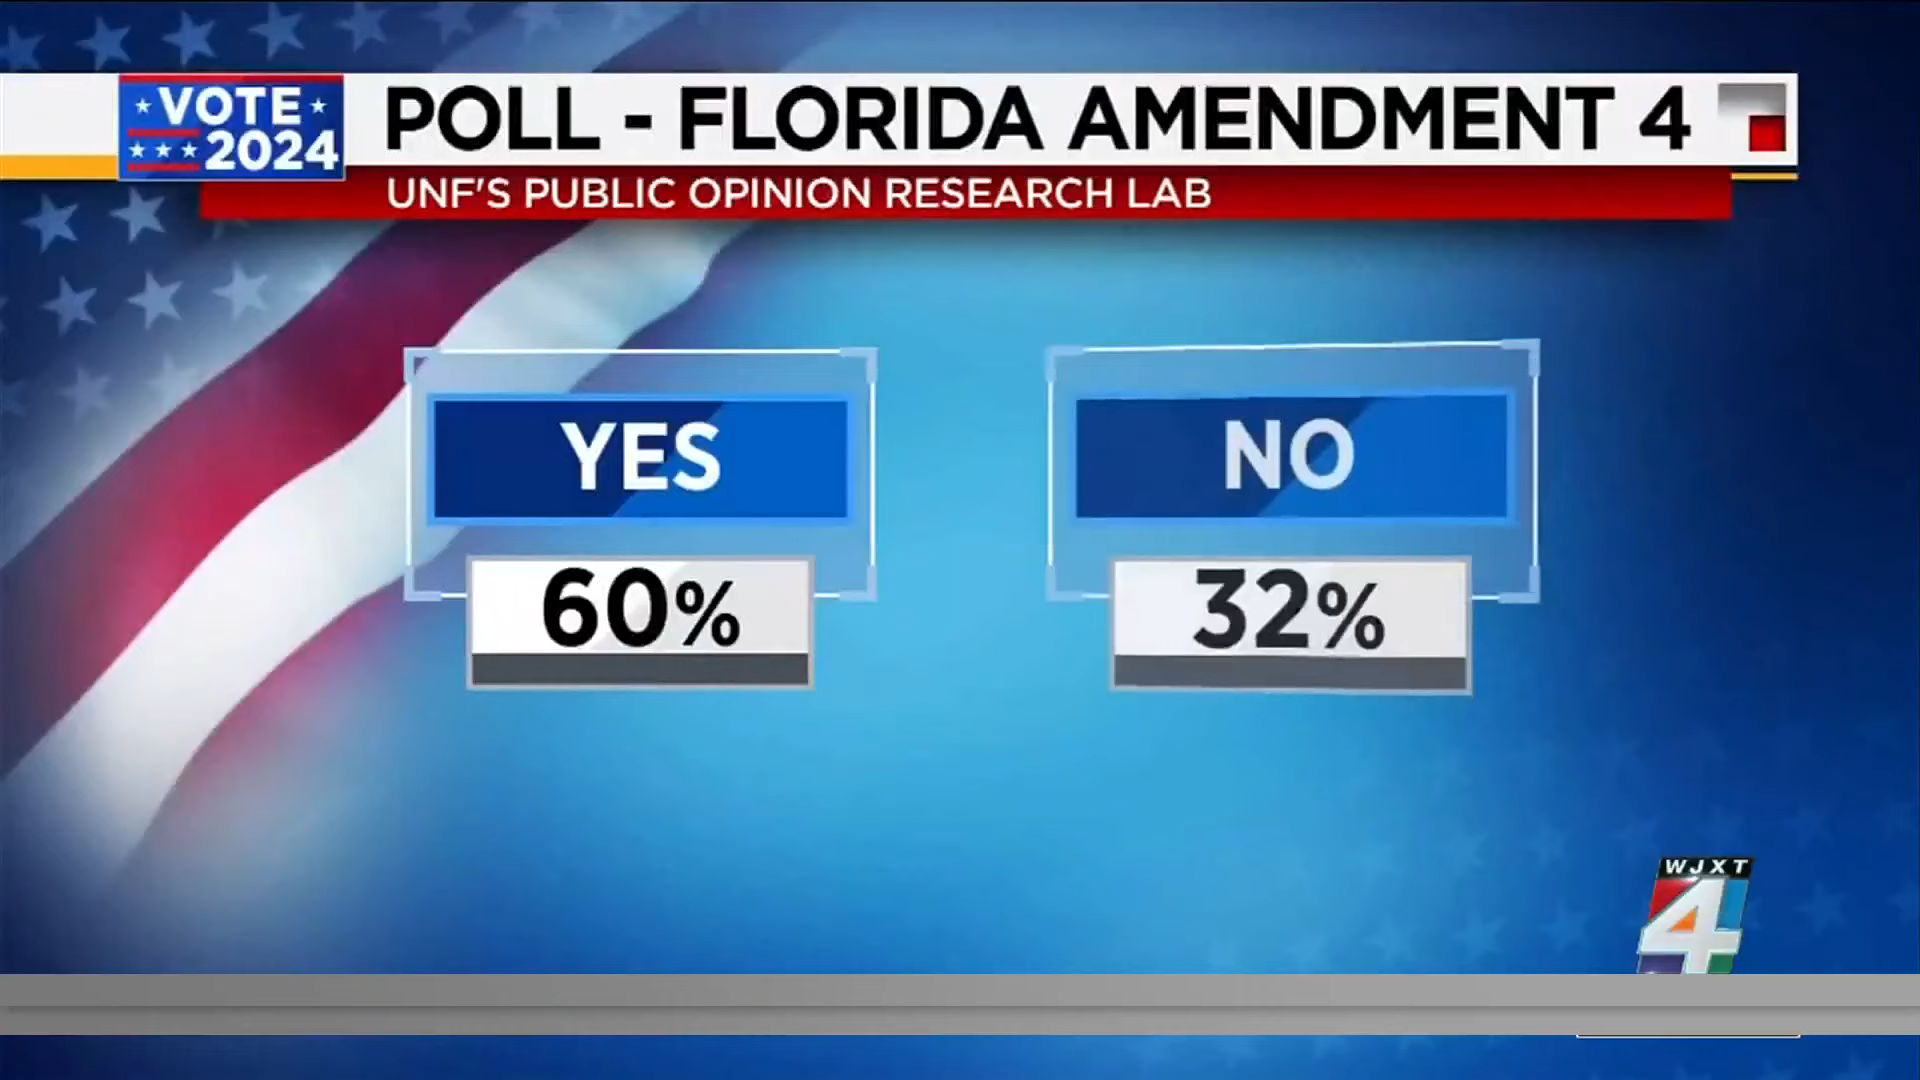 VOTE
2024
POLL - FLORIDA AMENDMENT 4
UNF'S PUBLIC OPINION RESEARCH LAB
YES
NO
60%
32%
WJXT
4